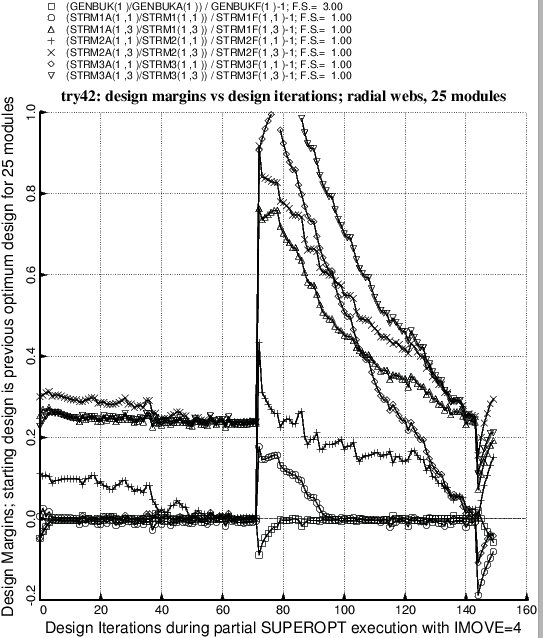 (GENBUK(1 )/GENBUKA(1 )) / GENBUKF(1 )-1; F.S.= 3.00
(STRM1A(1 ,1 )/STRM1(1 ,1 )) / STRM1F(1 ,1 )-1; F.S.= 1.00
(STRM1A(1 ,3 )/STRM1(1 ,3 )) / STRM1F(1 ,3 )-1; F.S.= 1.00
(STRM2A(1 ,1 )/STRM2(1 ,1 )) / STRM2F(1 ,1 )-1; F.S.= 1.00
(STRM2A(1 ,3 )/STRM2(1 ,3 )) / STRM2F(1 ,3 )-1; F.S.= 1.00
(STRM3A(1 ,1 )/STRM3(1 ,1 )) / STRM3F(1 ,1 )-1; F.S.= 1.00
(STRM3A(1 ,3 )/STRM3(1 ,3 )) / STRM3F(1 ,3 )-1; F.S.= 1.00
try42: design margins vs design iterations; radial webs, 25 modules
Design Margins; starting design is previous optimum design for 25 modules
1.0
0.8
0.6
0.4
0.2
0.0
-0.2
0 20 40 60 80 100 120 140 160
Design Iterations during partial SUPEROPT execution with IMOVE=4